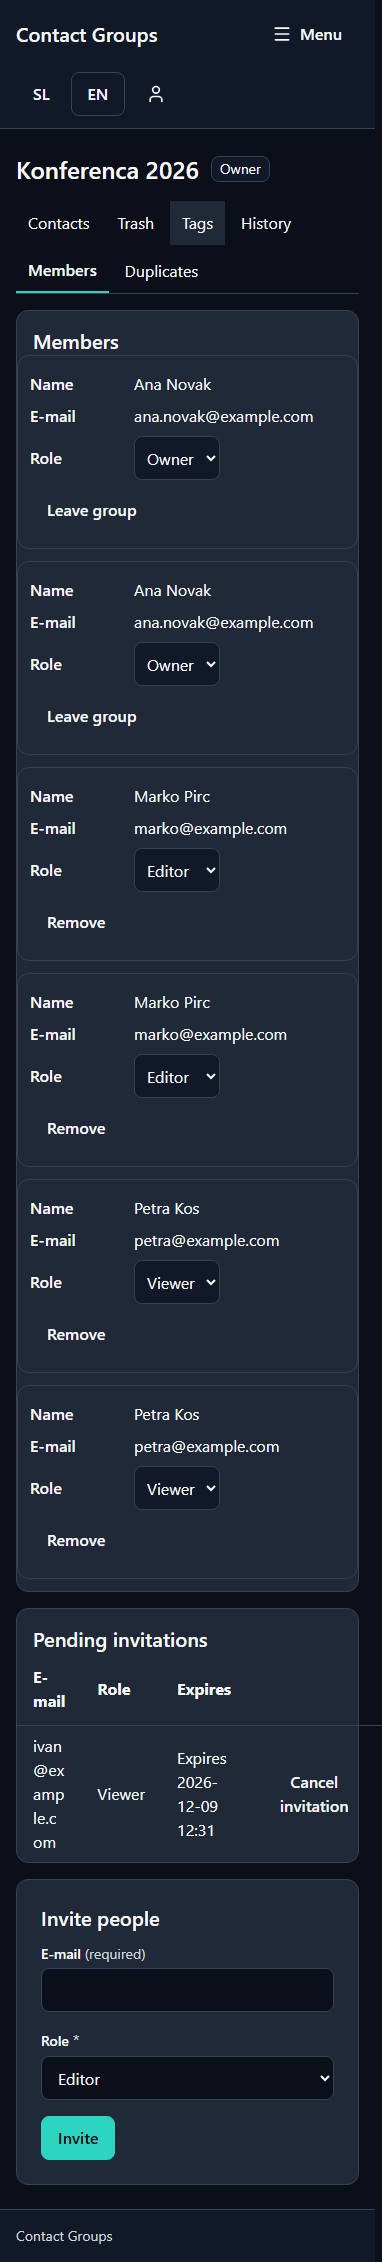 Contact Groups
Menu
SL
EN
Konferenca 2026
Owner
Contacts
Trash
Tags
History
Members
Duplicates
Members
Name Ana Novak
E-mail ana.novak@example.com
Role Owner
Leave group
Name Ana Novak
E-mail ana.novak@example.com
Role Owner
Leave group
Name Marko Pirc
E-mail marko@example.com
Role Editor
Remove
Name Marko Pirc
E-mail marko@example.com
Role Editor
Remove
Name Petra Kos
E-mail petra@example.com
Role Viewer
Remove
Name Petra Kos
E-mail petra@example.com
Role Viewer
Remove
Pending invitations
E-
mail
Role
Expires
ivan
@ex
amp
le.c
om
Viewer
Expires
2026-
12-09
12:31
Cancel
invitation
Invite people
E-mail (required)
Role *
Editor
Invite
Contact Groups